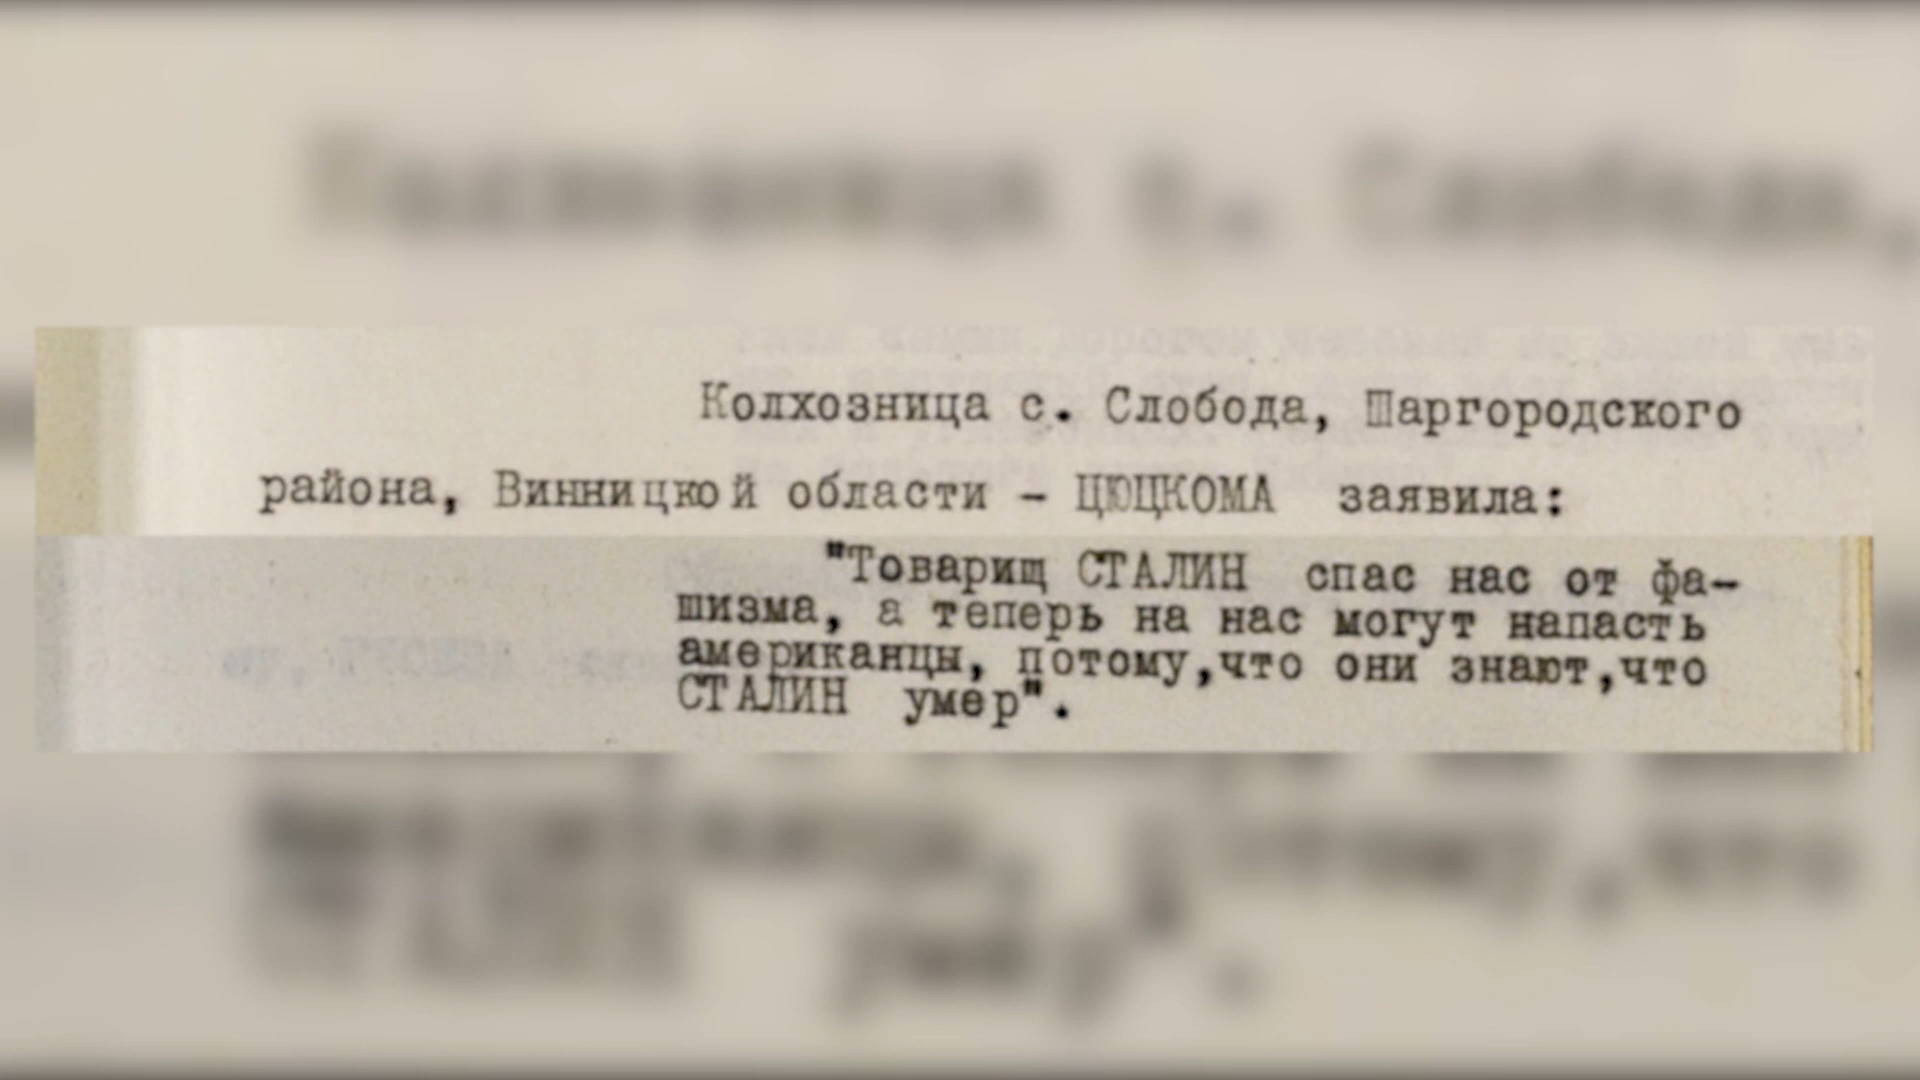 Колхозница с. Слобода, Шаргородского
района, Винницкой области - ЦЮЦКОМА заявила:
"Товарищ СТАЛИН спас нас от фа-
шизма, а теперь на нас могут напасть
американцы, потому,что они знают,что
СТАЛИН умер".